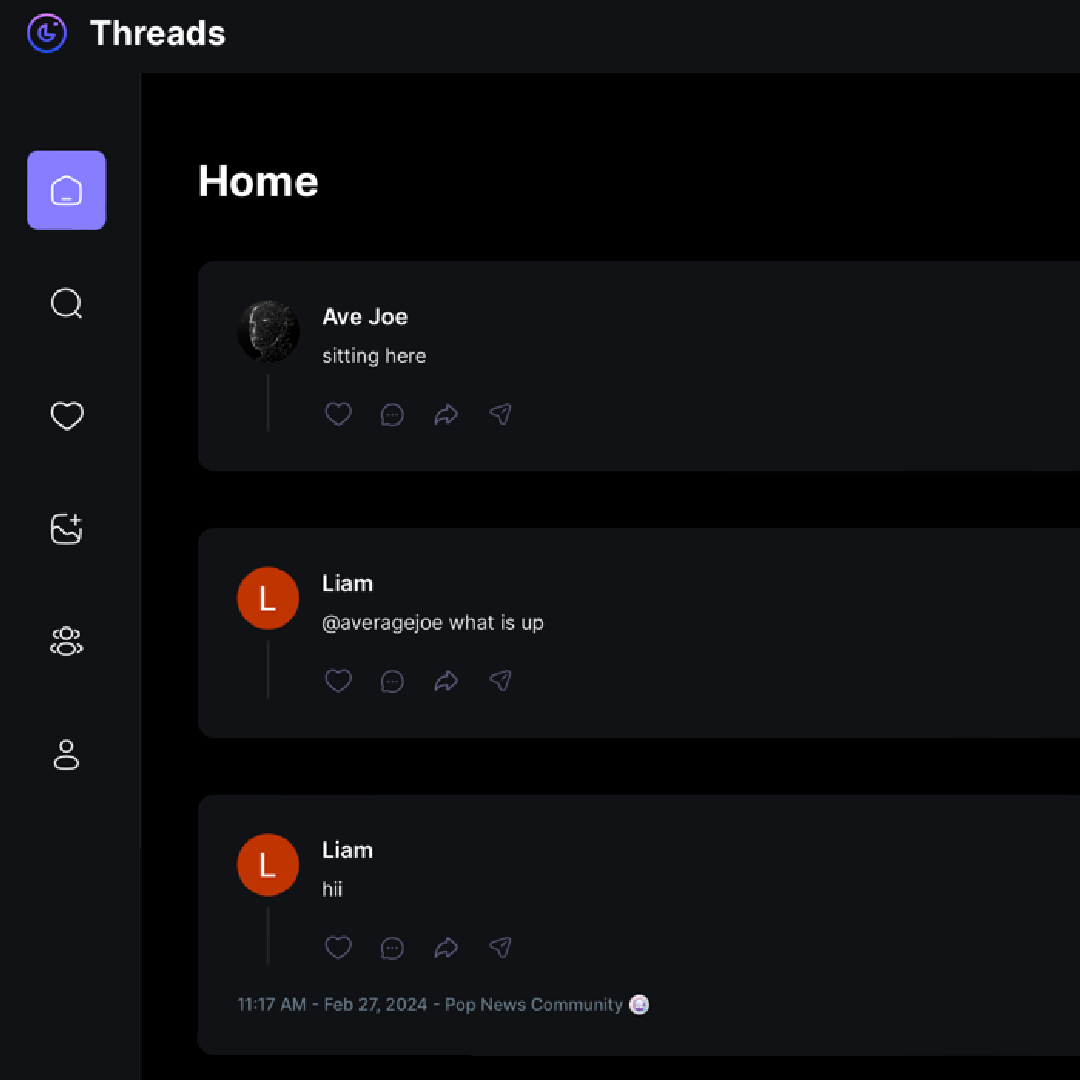 Threads
Home
Ave Joe
sitting here
L
Liam
@averagejoe what is up
L
Liam
hii
11:17 AM - Feb 27, 2024 - Pop News Community